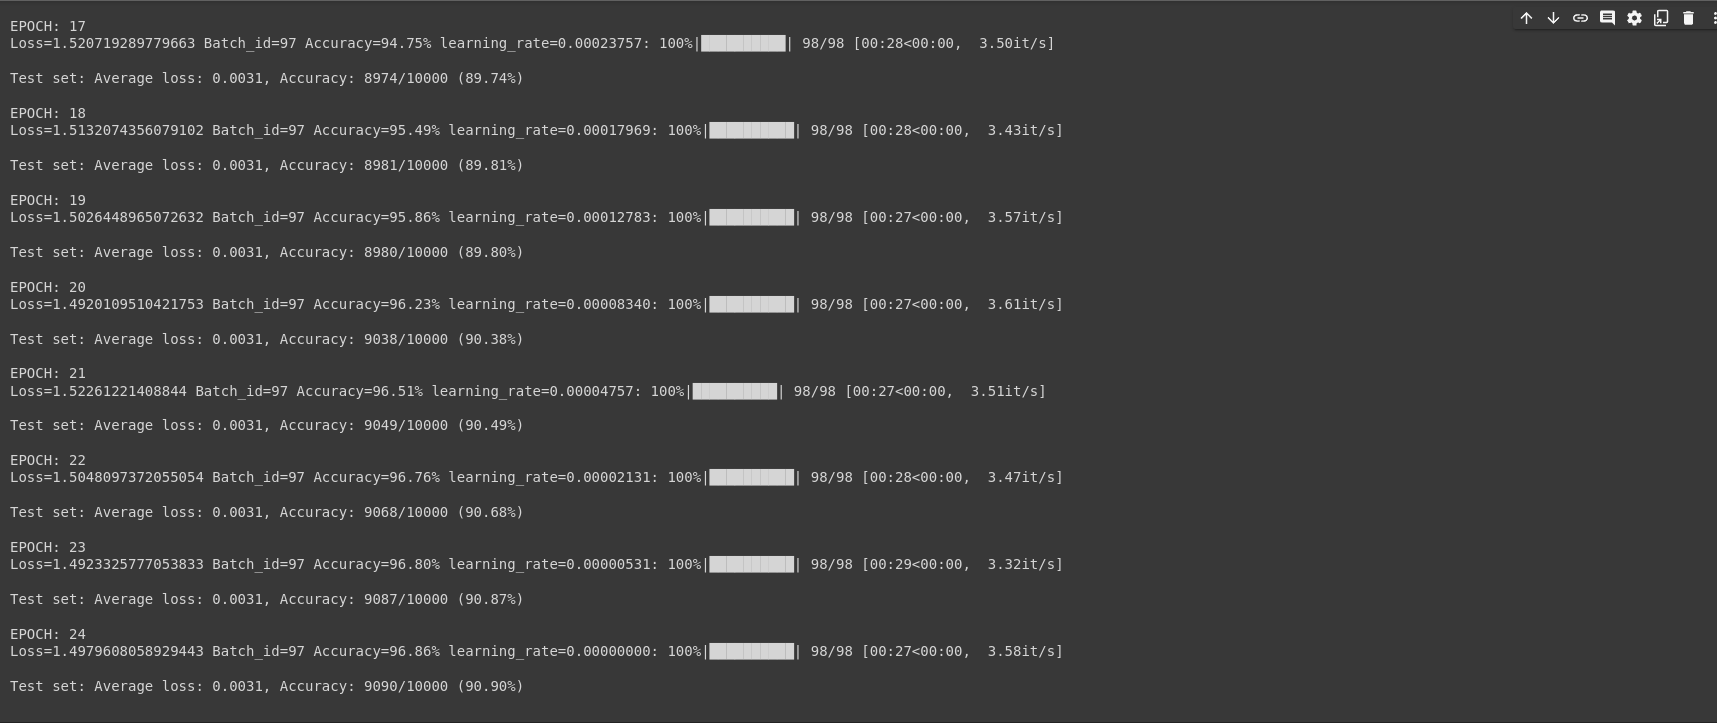 EPOCH: 17
Loss=1.520719289779663 Batch_id=97 Accuracy=94.75% learning_rate=0.00023757: 100%|██████████| 98/98 [00:28<00:00,  3.50it/s]
Test set: Average loss: 0.0031, Accuracy: 8974/10000 (89.74%)
EPOCH: 18
Loss=1.5132074356079102 Batch_id=97 Accuracy=95.49% learning_rate=0.00017969: 100%|██████████| 98/98 [00:28<00:00,  3.43it/s]
Test set: Average loss: 0.0031, Accuracy: 8981/10000 (89.81%)
EPOCH: 19
Loss=1.5026448965072632 Batch_id=97 Accuracy=95.86% learning_rate=0.00012783: 100%|██████████| 98/98 [00:27<00:00,  3.57it/s]
Test set: Average loss: 0.0031, Accuracy: 8980/10000 (89.80%)
EPOCH: 20
Loss=1.4920109510421753 Batch_id=97 Accuracy=96.23% learning_rate=0.00008340: 100%|██████████| 98/98 [00:27<00:00,  3.61it/s]
Test set: Average loss: 0.0031, Accuracy: 9038/10000 (90.38%)
EPOCH: 21
Loss=1.52261221408844 Batch_id=97 Accuracy=96.51% learning_rate=0.00004757: 100%|██████████| 98/98 [00:27<00:00,  3.51it/s]
Test set: Average loss: 0.0031, Accuracy: 9049/10000 (90.49%)
EPOCH: 22
Loss=1.5048097372055054 Batch_id=97 Accuracy=96.76% learning_rate=0.00002131: 100%|██████████| 98/98 [00:28<00:00,  3.47it/s]
Test set: Average loss: 0.0031, Accuracy: 9068/10000 (90.68%)
EPOCH: 23
Loss=1.4923325777053833 Batch_id=97 Accuracy=96.80% learning_rate=0.00000531: 100%|██████████| 98/98 [00:29<00:00,  3.32it/s]
Test set: Average loss: 0.0031, Accuracy: 9087/10000 (90.87%)
EPOCH: 24
Loss=1.4979608058929443 Batch_id=97 Accuracy=96.86% learning_rate=0.00000000: 100%|██████████| 98/98 [00:27<00:00,  3.58it/s]
Test set: Average loss: 0.0031, Accuracy: 9090/10000 (90.90%)